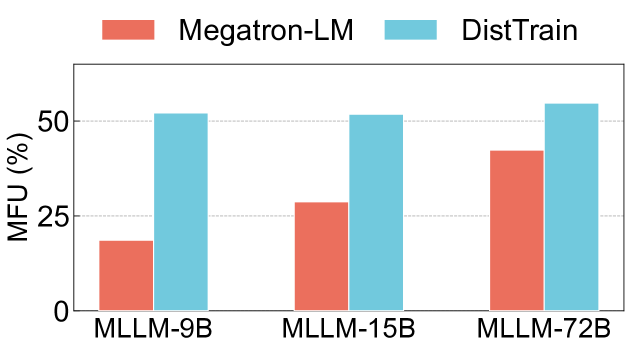 Megatron-LM DistTrain
MFU (%)
50
25
0
MLLM-9B MLLM-15B MLLM-72B